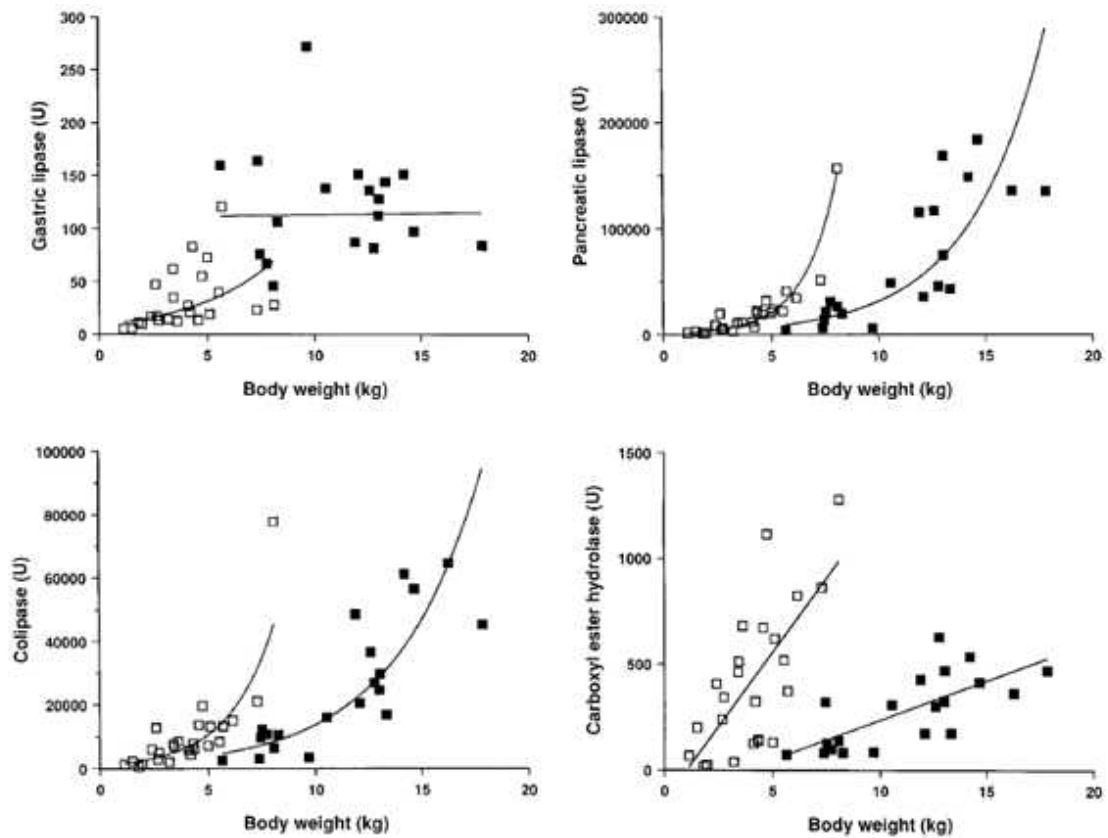 300
250
200
150
100
50
0
Gastric lipase (U)
0 5 10 15 20
Body weight (kg)
300000
200000
100000
0
Pancreatic lipase (U)
0 5 10 15 20
Body weight (kg)
100000
80000
60000
40000
20000
0
Colipase (U)
0 5 10 15 20
Body weight (kg)
1500
1000
500
0
Carboxyl ester hydrolase (U)
0 5 10 15 20
Body weight (kg)